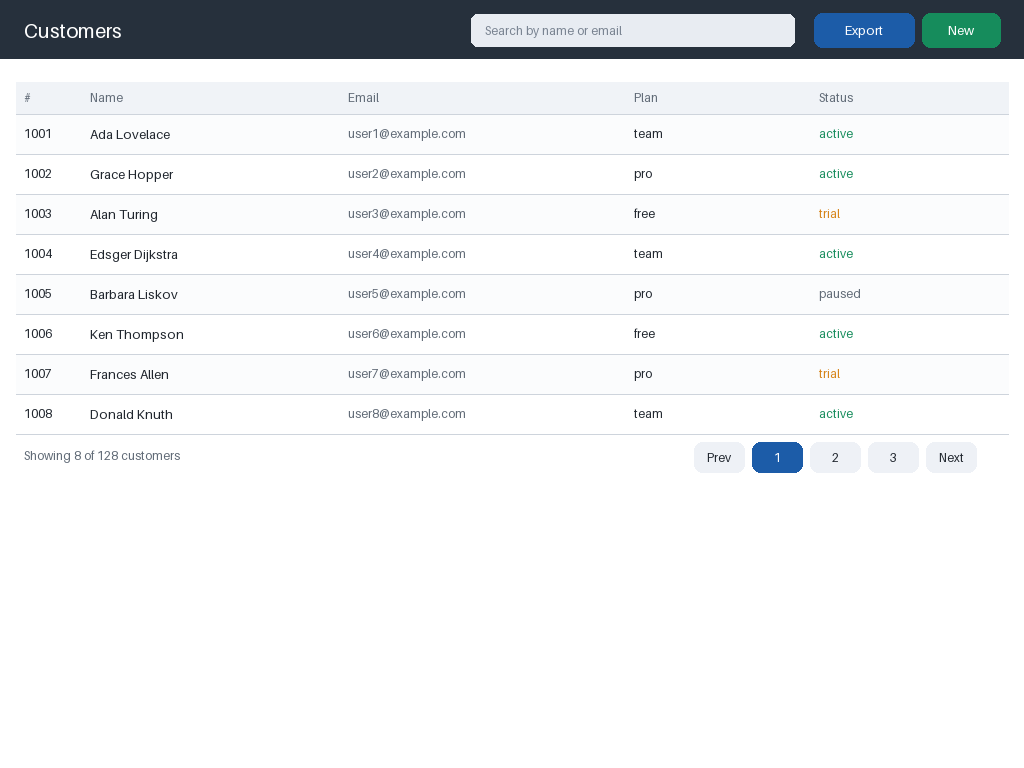 Customers Search by name or email Export New
# Name Email Plan Status
1001 Ada Lovelace user1@example.com team active
1002 Grace Hopper user2@example.com pro active
1003 Alan Turing user3@example.com free trial
1004 Edsger Dijkstra user4@example.com team active
1005 Barbara Liskov user5@example.com pro paused
1006 Ken Thompson user6@example.com free active
1007 Frances Allen user7@example.com pro trial
1008 Donald Knuth user8@example.com team active
Showing 8 of 128 customers Prev 1 2 3 Next